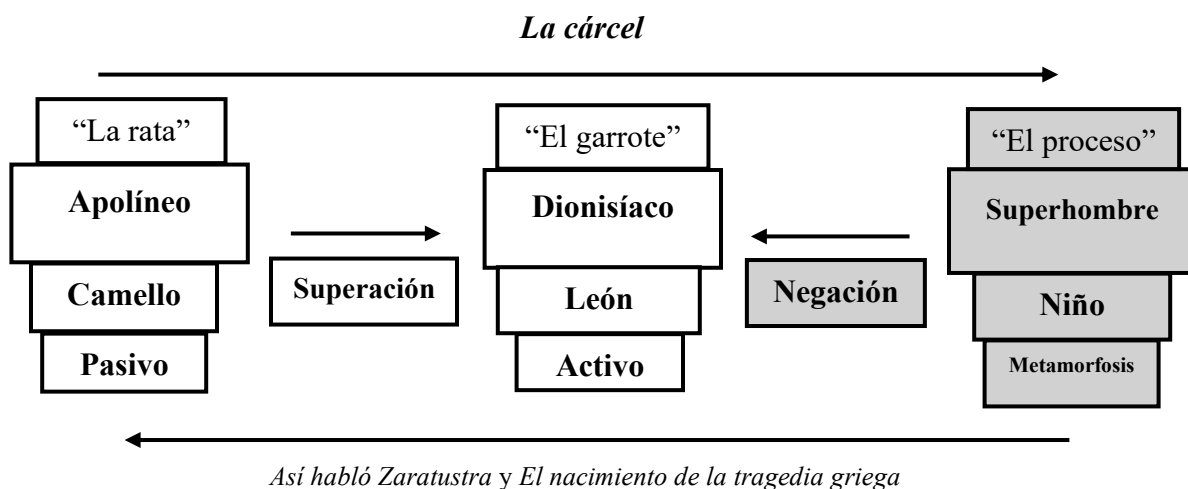 La cárcel
“La rata”
Apolíneo
Camello
Pasivo
Superación
“El garrote”
Dionisíaco
León
Activo
Negación
“El proceso”
Superhombre
Niño
Metamorfosis
Así habló Zaratustra y El nacimiento de la tragedia griega